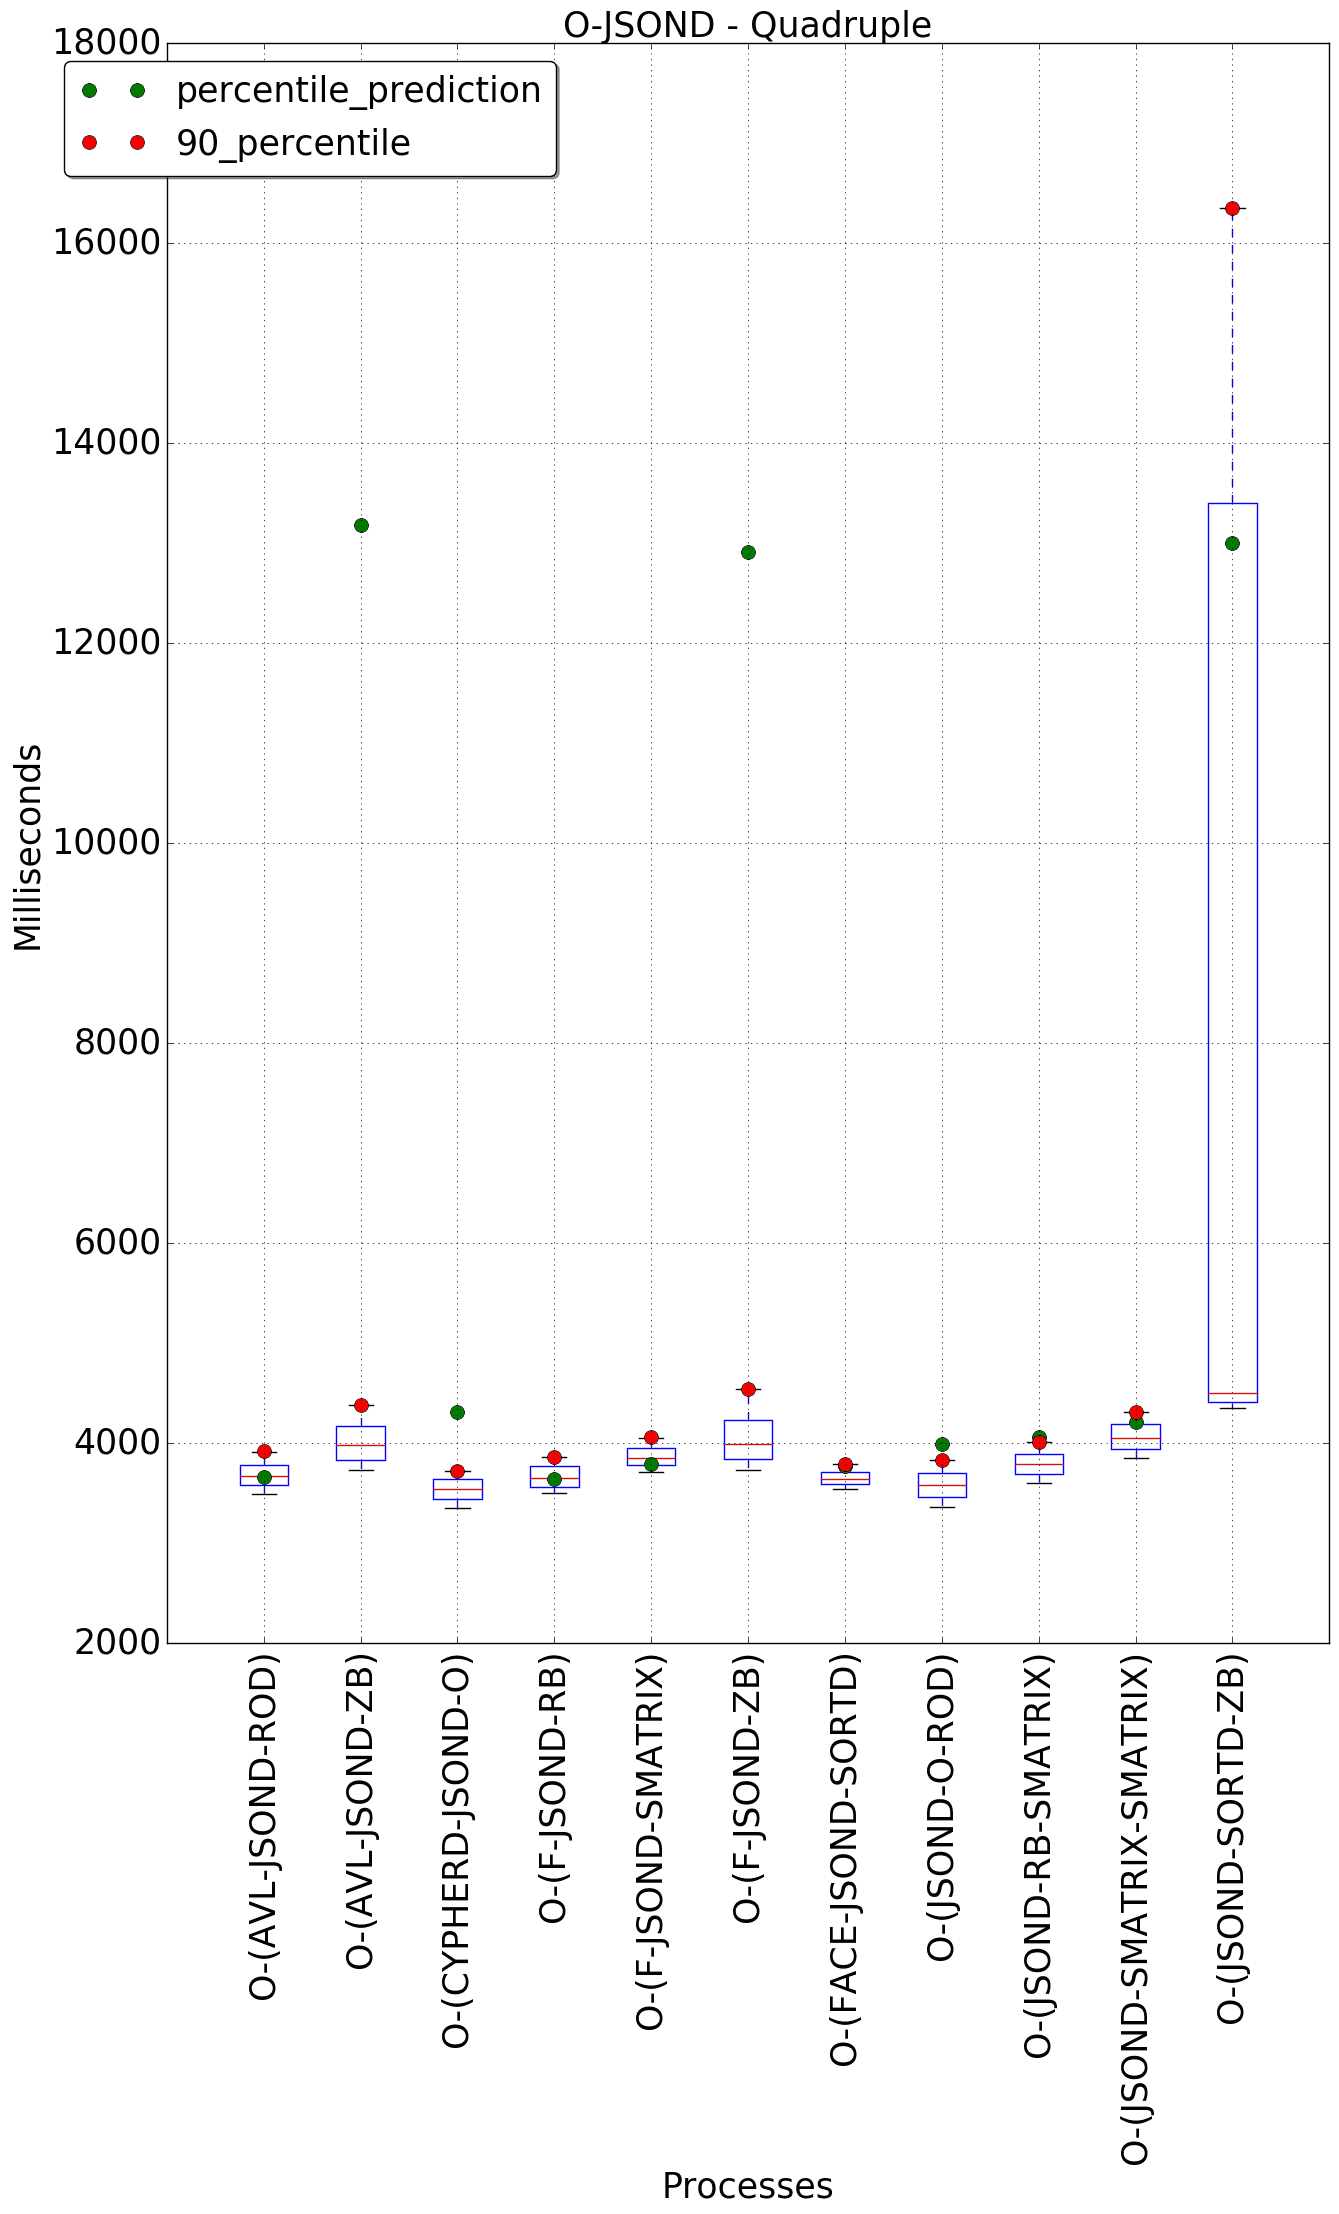 O-JSOND - Quadruple
percentile_prediction
90_percentile
18000
16000
14000
12000
10000
8000
6000
4000
2000
Milliseconds
O-(AVL-JSOND-ROD)
O-(AVL-JSOND-ZB)
O-(CYPHERD-JSOND-O)
O-(F-JSOND-RB)
O-(F-JSOND-SMATRIX)
O-(F-JSOND-ZB)
O-(FACE-JSOND-SORTD)
O-(JSOND-O-ROD)
O-(JSOND-RB-SMATRIX)
O-(JSOND-SMATRIX-SMATRIX)
O-(JSOND-SORTD-ZB)
Processes